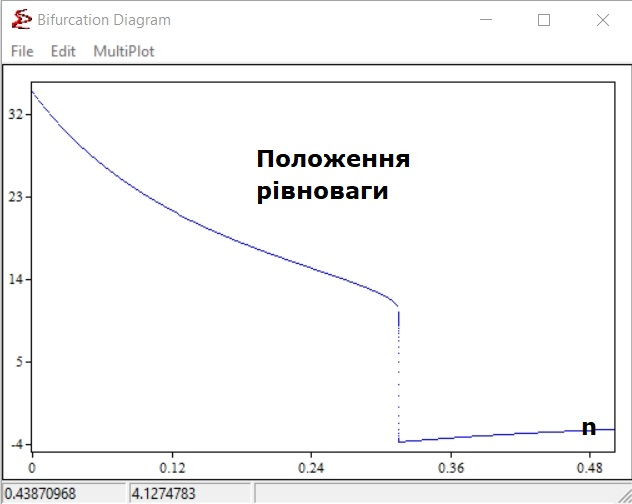 Bifurcation Diagram
File Edit MultiPlot
32
23
14
5
-4
Положення
рівноваги
n
0 0.12 0.24 0.36 0.48
0.43870968 4.1274783